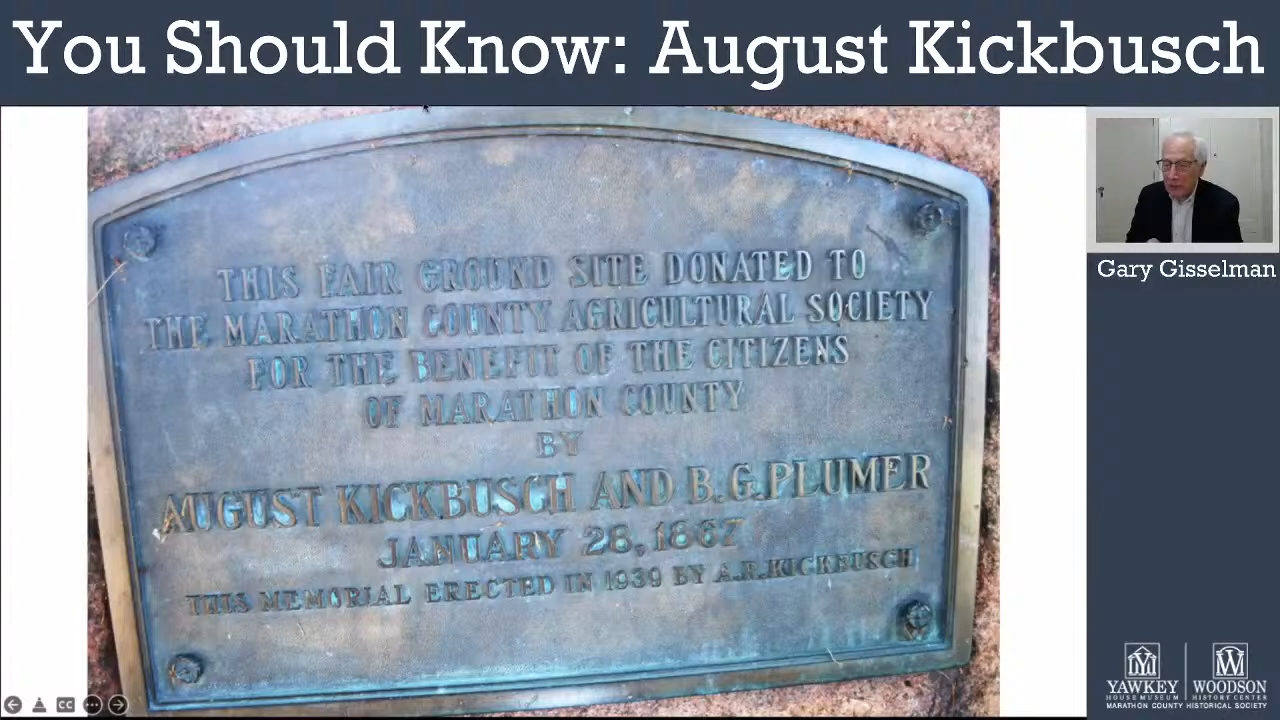 You Should Know: August Kickbusch
THIS FAIR GROUND SITE DONATED TO
THE MARATHON COUNTY AGRICULTURAL SOCIETY
FOR THE BENEFIT OF THE CITIZENS
OF MARATHON COUNTY
BY
AUGUST KICKBUSCH AND B.G.PLUMER
JANUARY 28, 1867
THIS MEMORIAL ERECTED IN 1939 BY A.R.KICKBUSCH
Gary Gisselman
CC
YAWKEY
HOUSE MUSEUM
WOODSON
HISTORY CENTER
MARATHON COUNTY HISTORICAL SOCIETY